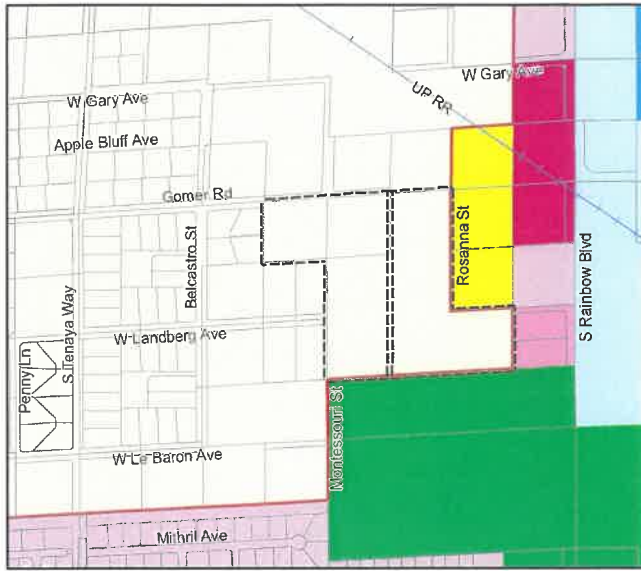 W Gary Ave
UP RR
W Gary Ave
Apple Bluff Ave
Gomer Rd
Belcastro St
Rosanna St
S Rainbow Blvd
S Tenaya Way
Penny Ln
W Landberg Ave
W Le Baron Ave
Montessouri St
Mithril Ave